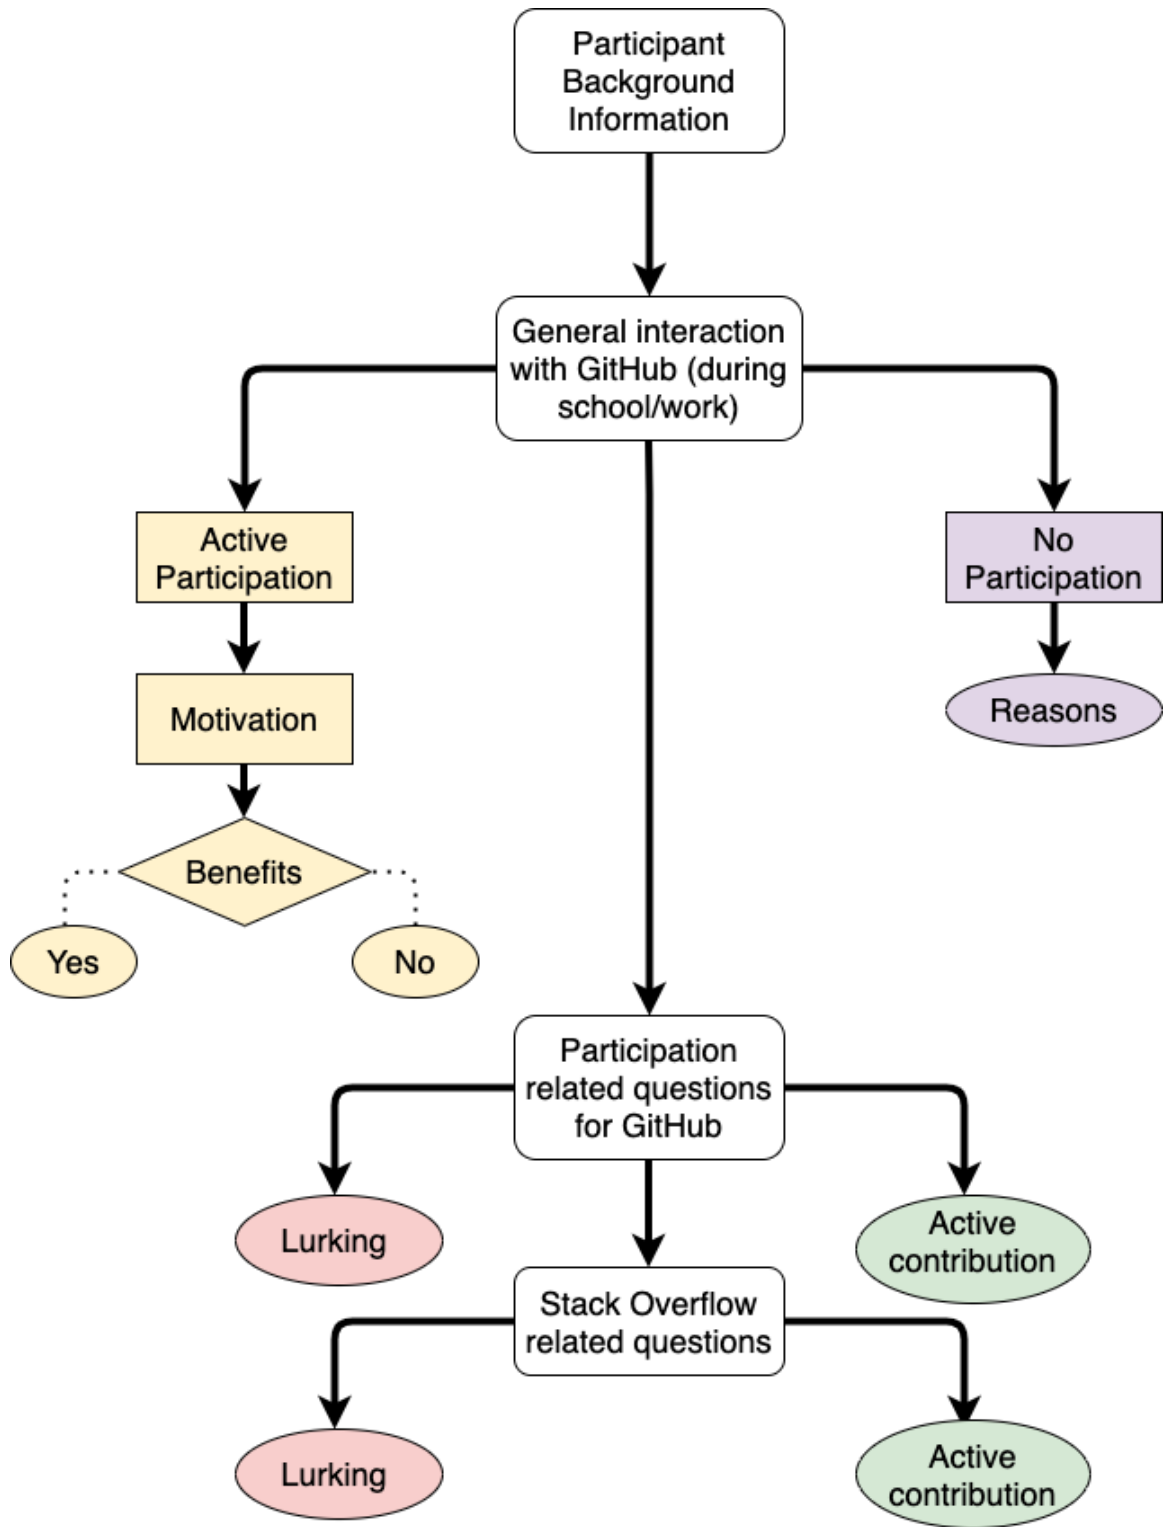 Participant
Background
Information
General interaction
with GitHub (during
school/work)
Active
Participation
No
Participation
Motivation
Reasons
Benefits
Yes
No
Participation
related questions
for GitHub
Lurking
Active
contribution
Stack Overflow
related questions
Lurking
Active
contribution